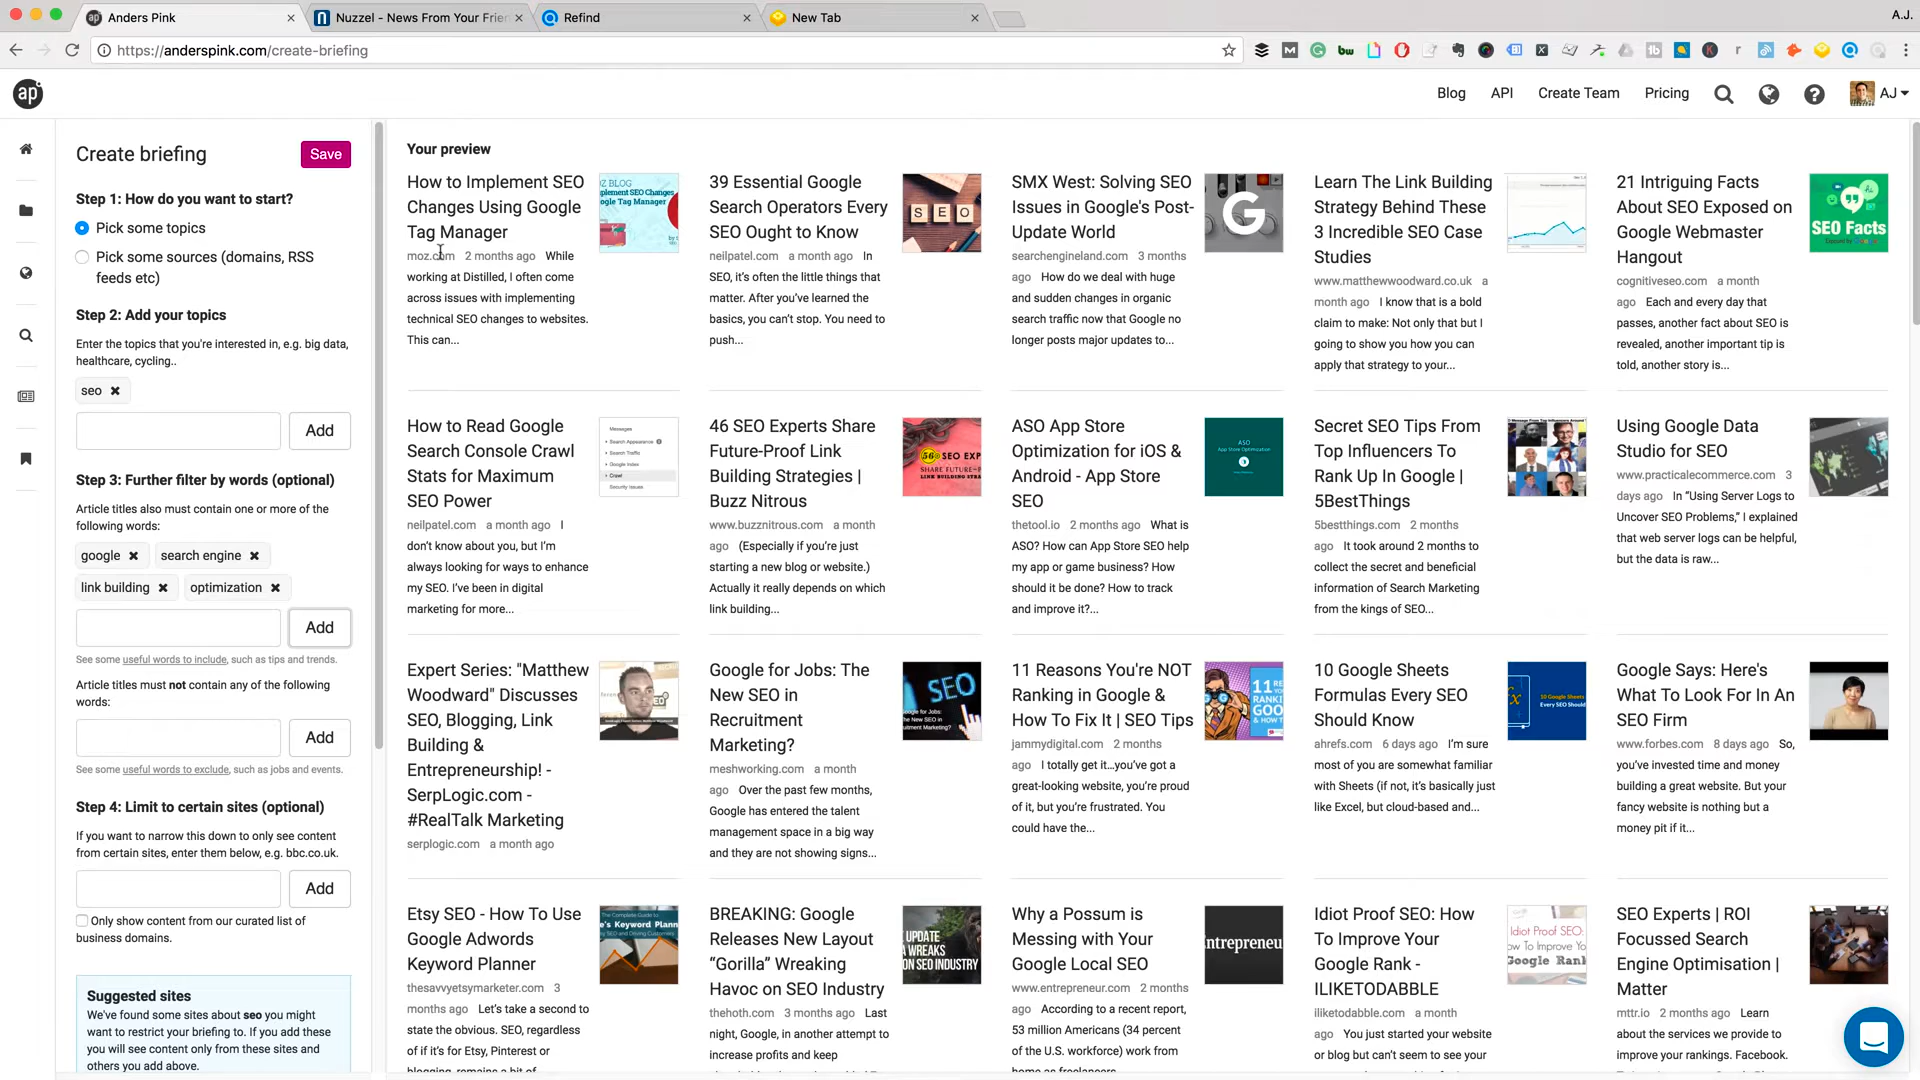 Anders Pink
Nuzzel - News From Your Frie
Refind
New Tab
A.J.
https://anderspink.com/create-briefing
ap
Blog
API
Create Team
Pricing
AJ
Create briefing
Save
Step 1: How do you want to start?
Pick some topics
Pick some sources (domains, RSS
feeds etc)
Step 2: Add your topics
Enter the topics that you're interested in, e.g. big data,
healthcare, cycling..
seo
Add
Step 3: Further filter by words (optional)
Article titles also must contain one or more of the
following words:
google
search engine
link building
optimization
Add
See some useful words to include, such as tips and trends.
Article titles must not contain any of the following
words:
Add
See some useful words to exclude, such as jobs and events.
Step 4: Limit to certain sites (optional)
If you want to narrow this down to only see content
from certain sites, enter them below, e.g. bbc.co.uk.
Add
Only show content from our curated list of
business domains.
Suggested sites
We've found some sites about seo you might
want to restrict your briefing to. If you add these
you will see content only from these sites and
others you add above.
Your preview
How to Implement SEO
Changes Using Google
Tag Manager
moz.com 2 months ago While
working at Distilled, I often come
across issues with implementing
technical SEO changes to websites.
This can...
39 Essential Google
Search Operators Every
SEO Ought to Know
neilpatel.com a month ago In
SEO, it's often the little things that
matter. After you've learned the
basics, you can't stop. You need to
push...
SEO
SMX West: Solving SEO
Issues in Google's Post-
Update World
searchengineland.com 3 months
ago How do we deal with huge
and sudden changes in organic
search traffic now that Google no
longer posts major updates to...
G
Learn The Link Building
Strategy Behind These
3 Incredible SEO Case
Studies
www.matthewwoodward.co.uk a
month ago I know that is a bold
claim to make: Not only that but I
going to show you how you can
apply that strategy to your...
21 Intriguing Facts
About SEO Exposed on
Google Webmaster
Hangout
cognitiveseo.com a month
ago Each and every day that
passes, another fact about SEO is
revealed, another important tip is
told, another story is...
SEO Facts
How to Read Google
Search Console Crawl
Stats for Maximum
SEO Power
neilpatel.com a month ago I
don't know about you, but I'm
always looking for ways to enhance
my SEO. I've been in digital
marketing for more...
Messages
Search Appearance
Search Traffic
Google Index
Crawl
Security Issues
46 SEO Experts Share
Future-Proof Link
Building Strategies |
Buzz Nitrous
www.buzznitrous.com a month
ago (Especially if you're just
starting a new blog or website.)
Actually it really depends on which
link building...
ASO App Store
Optimization for iOS &
Android - App Store
SEO
thetool.io 2 months ago What is
ASO? How can App Store SEO help
my app or game business? How
should it be done? How to track
and improve it?...
ASO
App Store Optimization
Secret SEO Tips From
Top Influencers To
Rank Up In Google |
5BestThings
5bestthings.com 2 months
ago It took around 2 months to
collect the secret and beneficial
information of Search Marketing
from the kings of SEO...
Using Google Data
Studio for SEO
www.practicalecommerce.com 3
days ago In “Using Server Logs to
Uncover SEO Problems,” I explained
that web server logs can be helpful,
but the data is raw...
Expert Series: "Matthew
Woodward" Discusses
SEO, Blogging, Link
Building &
Entrepreneurship! -
SerpLogic.com -
#RealTalk Marketing
serplogic.com a month ago
Google for Jobs: The
New SEO in
Recruitment
Marketing?
meshworking.com a month
ago Over the past few months,
Google has entered the talent
management space in a big way
and they are not showing signs...
SEO
11 Reasons You're NOT
Ranking in Google &
How To Fix It | SEO Tips
jammydigital.com 2 months
ago I totally get it…you've got a
great-looking website, you're proud
of it, but you're frustrated. You
could have the...
10 Google Sheets
Formulas Every SEO
Should Know
ahrefs.com 6 days ago I'm sure
most of you are somewhat familiar
with Sheets (if not, it's basically just
like Excel, but cloud-based and...
Google Says: Here's
What To Look For In An
SEO Firm
www.forbes.com 8 days ago So,
you've invested time and money
building a great website. But your
fancy website is nothing but a
money pit if it...
Etsy SEO - How To Use
Google Adwords
Keyword Planner
thesavvyetsymarketer.com 3
months ago Let's take a second to
state the obvious. SEO, regardless
of if it's for Etsy, Pinterest or
blogging, remains a bit of
BREAKING: Google
Releases New Layout
“Gorilla” Wreaking
Havoc on SEO Industry
thehoth.com 3 months ago Last
night, Google, in another attempt to
increase profits and keep
Why a Possum is
Messing with Your
Google Local SEO
www.entrepreneur.com 2 months
ago According to a recent report,
53 million Americans (34 percent
of the U.S. workforce) work from
home as freelancers
Entrepreneu
Idiot Proof SEO: How
To Improve Your
Google Rank -
ILIKETODABBLE
iliketodabble.com a month
ago You just started your website
or blog but can't seem to see your
SEO Experts | ROI
Focussed Search
Engine Optimisation |
Matter
mttr.io 2 months ago Learn
about the services we provide to
improve your rankings. Facebook.